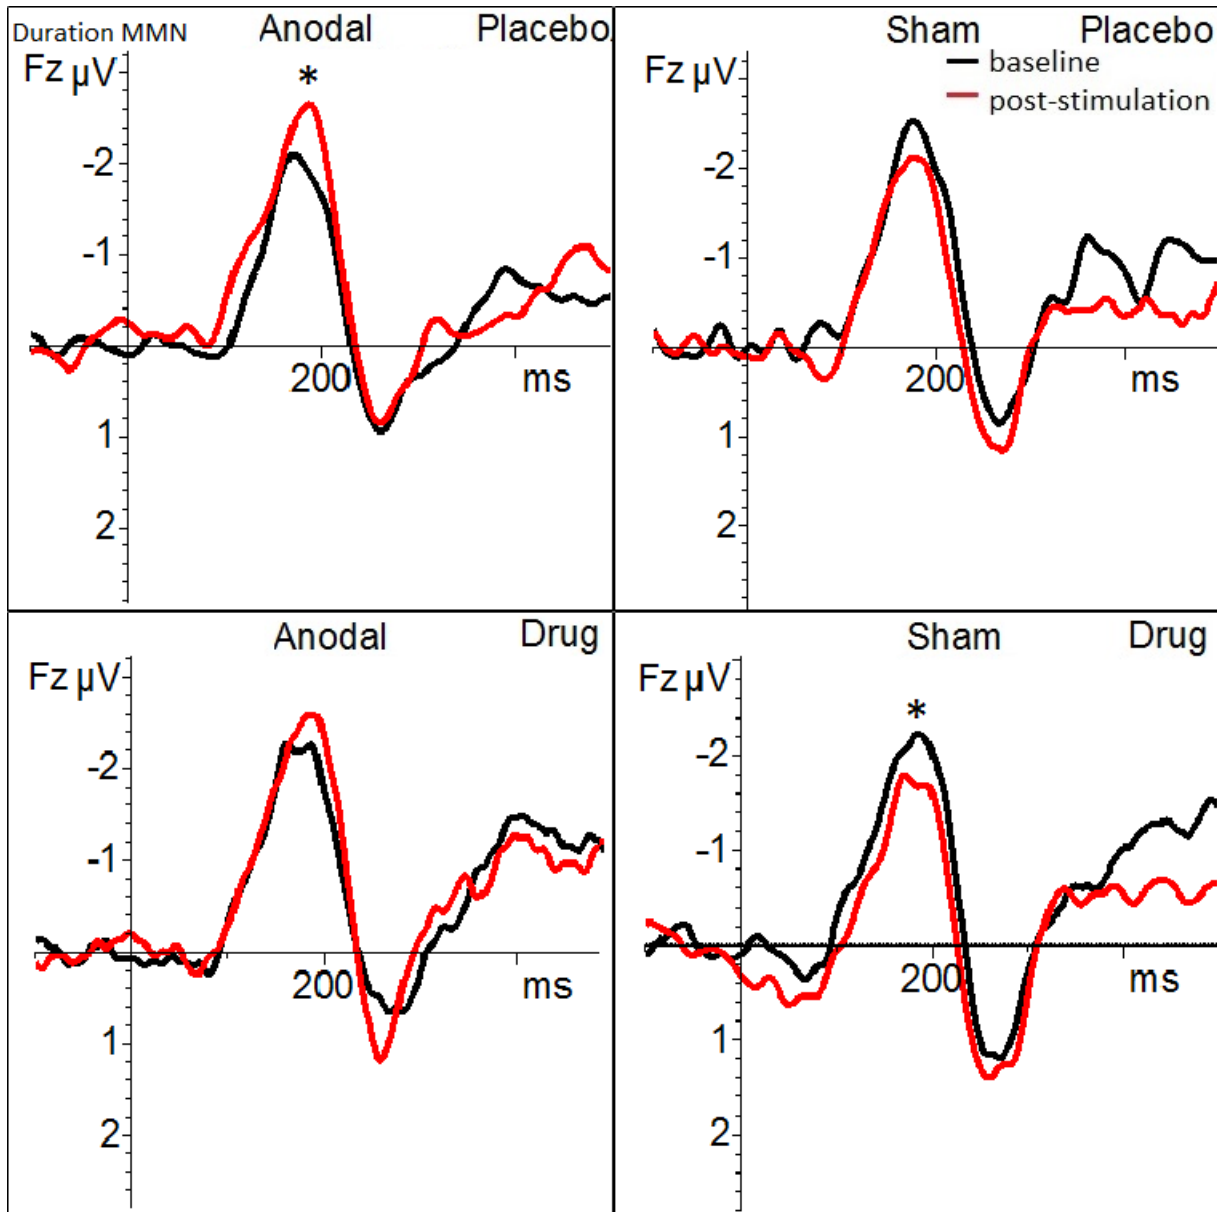 Duration MMN Anodal Placebo
Fz µV
*
-2
-1
200
ms
1
2
Sham Placebo
Fz µV
baseline
post-stimulation
-2
-1
200
ms
1
2
Anodal Drug
Fz µV
-2
-1
200
ms
1
2
Sham Drug
Fz µV
*
-2
-1
200
ms
1
2